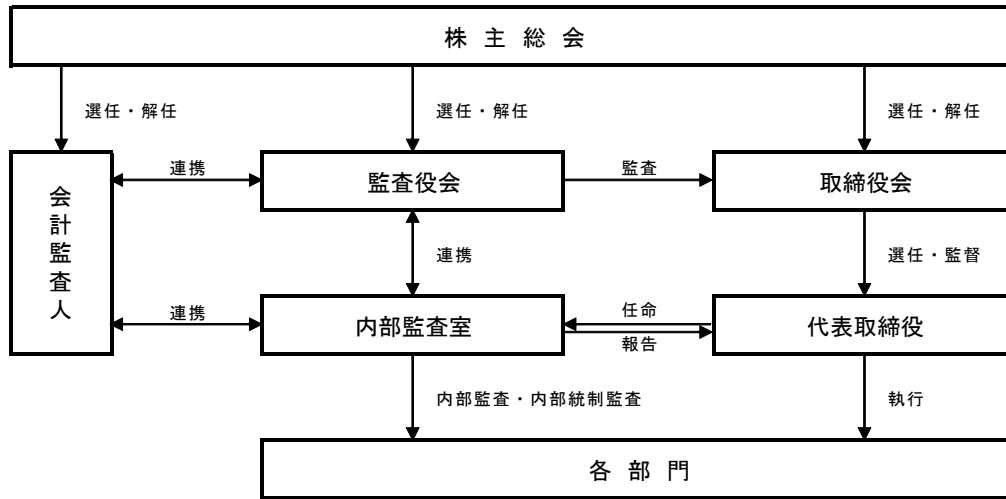 株主総会
選任・解任
選任・解任
選任・解任
会計監査人
連携
監査役会
監査
取締役会
連携
選任・監督
連携
内部監査室
任命
報告
代表取締役
内部監査・内部統制監査
執行
各部門